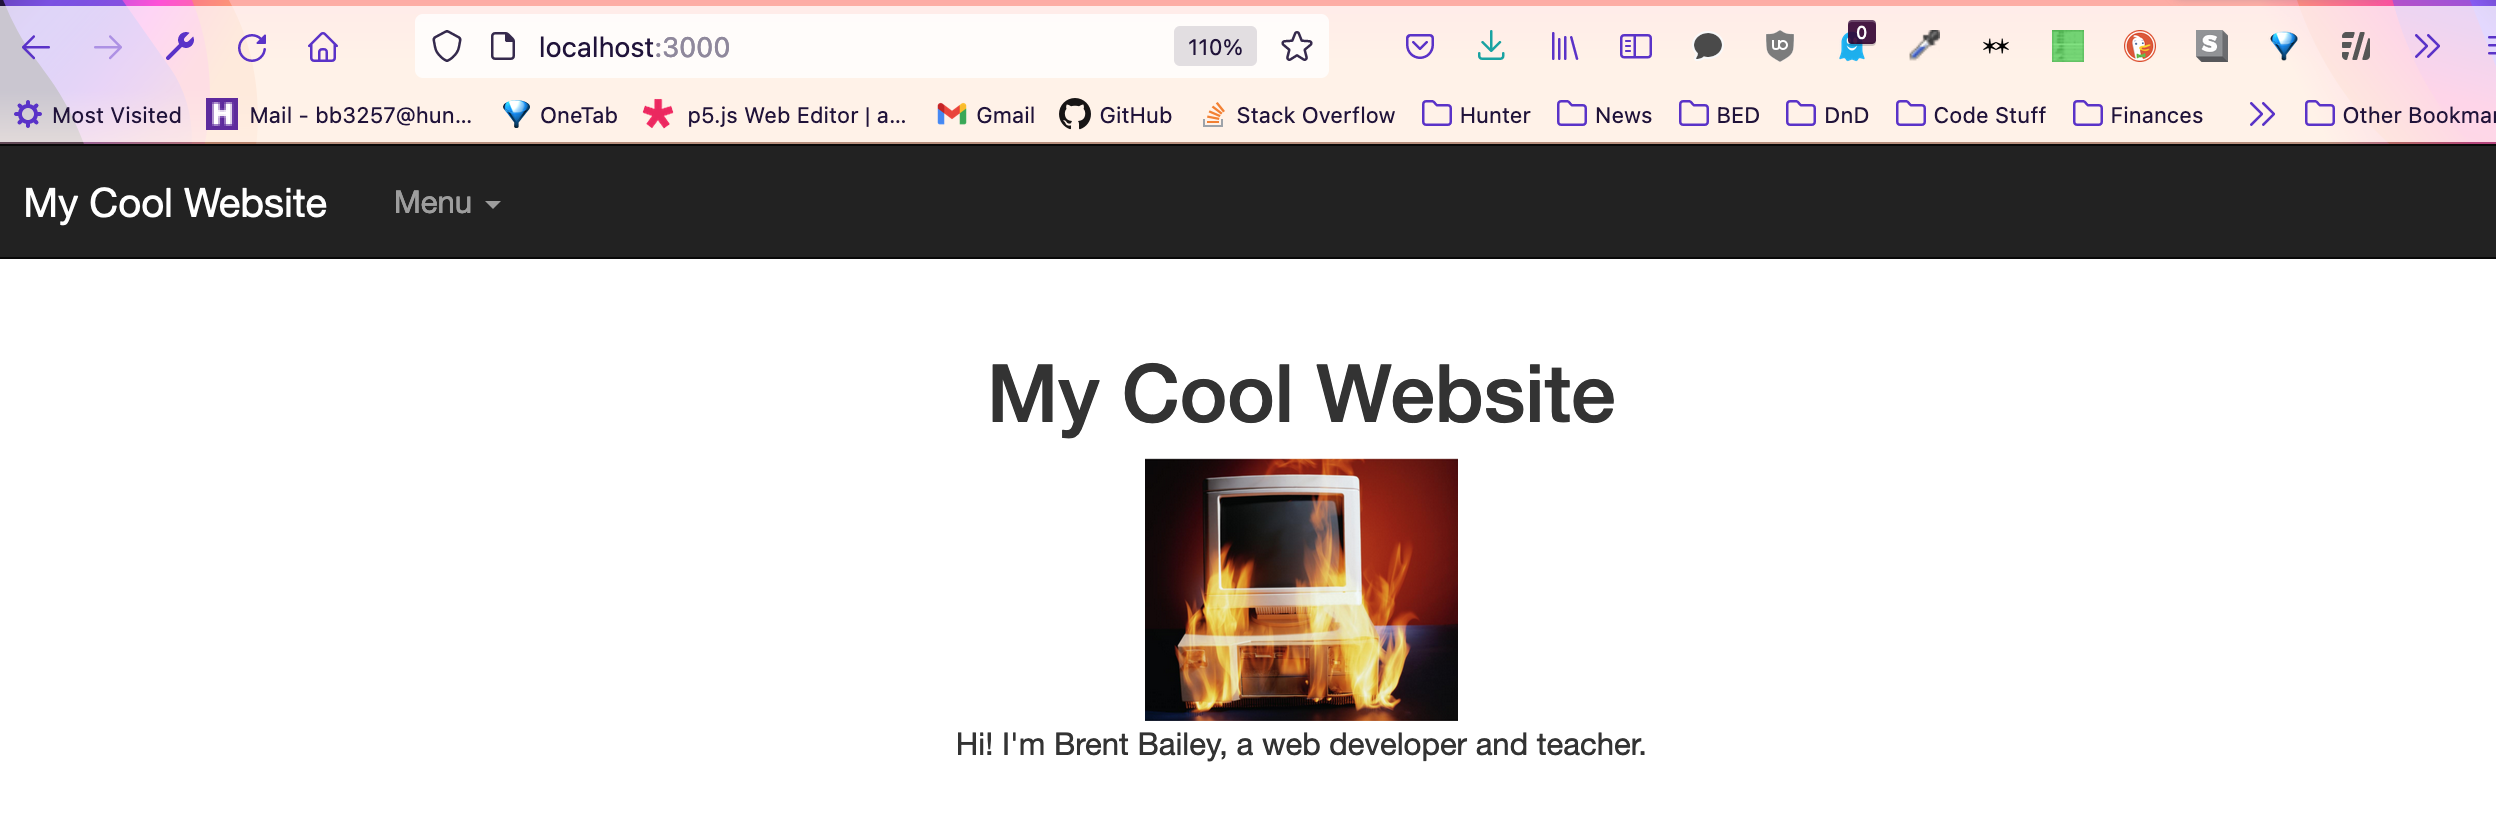 localhost:3000 110% 0 S
Most Visited H Mail - bb3257@hun... OneTab p5.js Web Editor | a... Gmail GitHub Stack Overflow Hunter News BED DnD Code Stuff Finances Other Bookmar
My Cool Website Menu
My Cool Website
Hi! I'm Brent Bailey, a web developer and teacher.